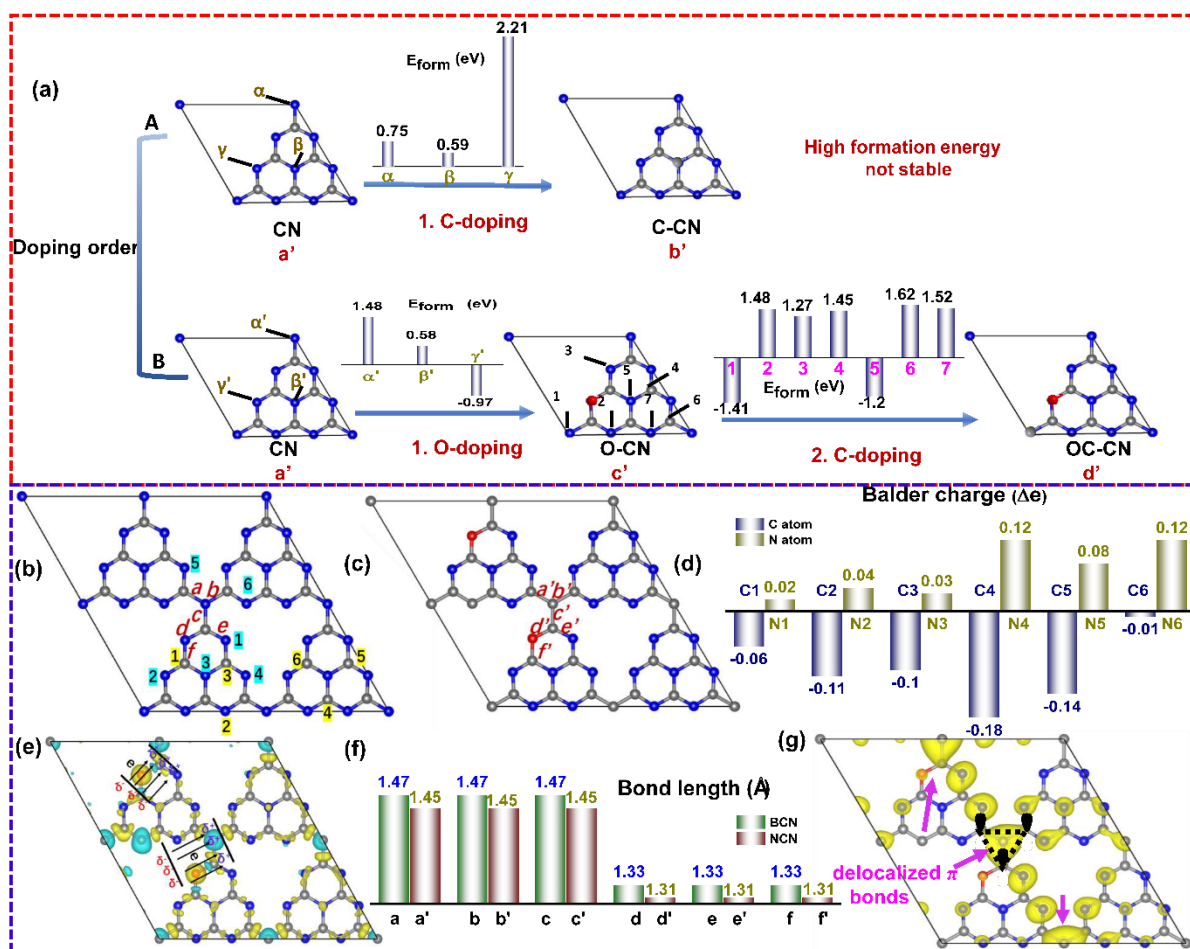 (a)
Doping order
A
α
γ
β
CN
a'
E_form (eV)
0.75
0.59
2.21
α β γ
1. C-doping
C-CN
b'
High formation energy
not stable
B
α'
γ'
β'
CN
a'
E_form (eV)
1.48
0.58
γ'
α' β'
-0.97
1. O-doping
3
5
4
1
2
7
6
O-CN
c'
1.48
1.27
1.45
1.62
1.52
1 2 3 4 5 6 7
E_form (eV)
-1.41
-1.2
2. C-doping
OC-CN
d'
(b)
5
a b
6
c
d e
1
1
f
2
3
3
4
6
5
2
4
(c)
a' b'
c'
d' e'
f'
(d)
Balder charge (Δe)
C atom
N atom
0.02
0.04
0.03
0.12
0.08
0.12
C1 C2 C3 C4 C5 C6
N1 N2 N3 N4 N5 N6
-0.06
-0.11
-0.1
-0.18
-0.14
-0.01
(e)
e
δ-
δ-
δ-
e
δ+
δ+
δ-
δ-
δ-
(f)
Bond length (Å
BCN
NCN
1.47
1.45
1.47
1.45
1.47
1.45
1.33
1.31
1.33
1.31
1.33
1.31
a a' b b' c c' d d' e e' f f'
(g)
delocalized π
bonds